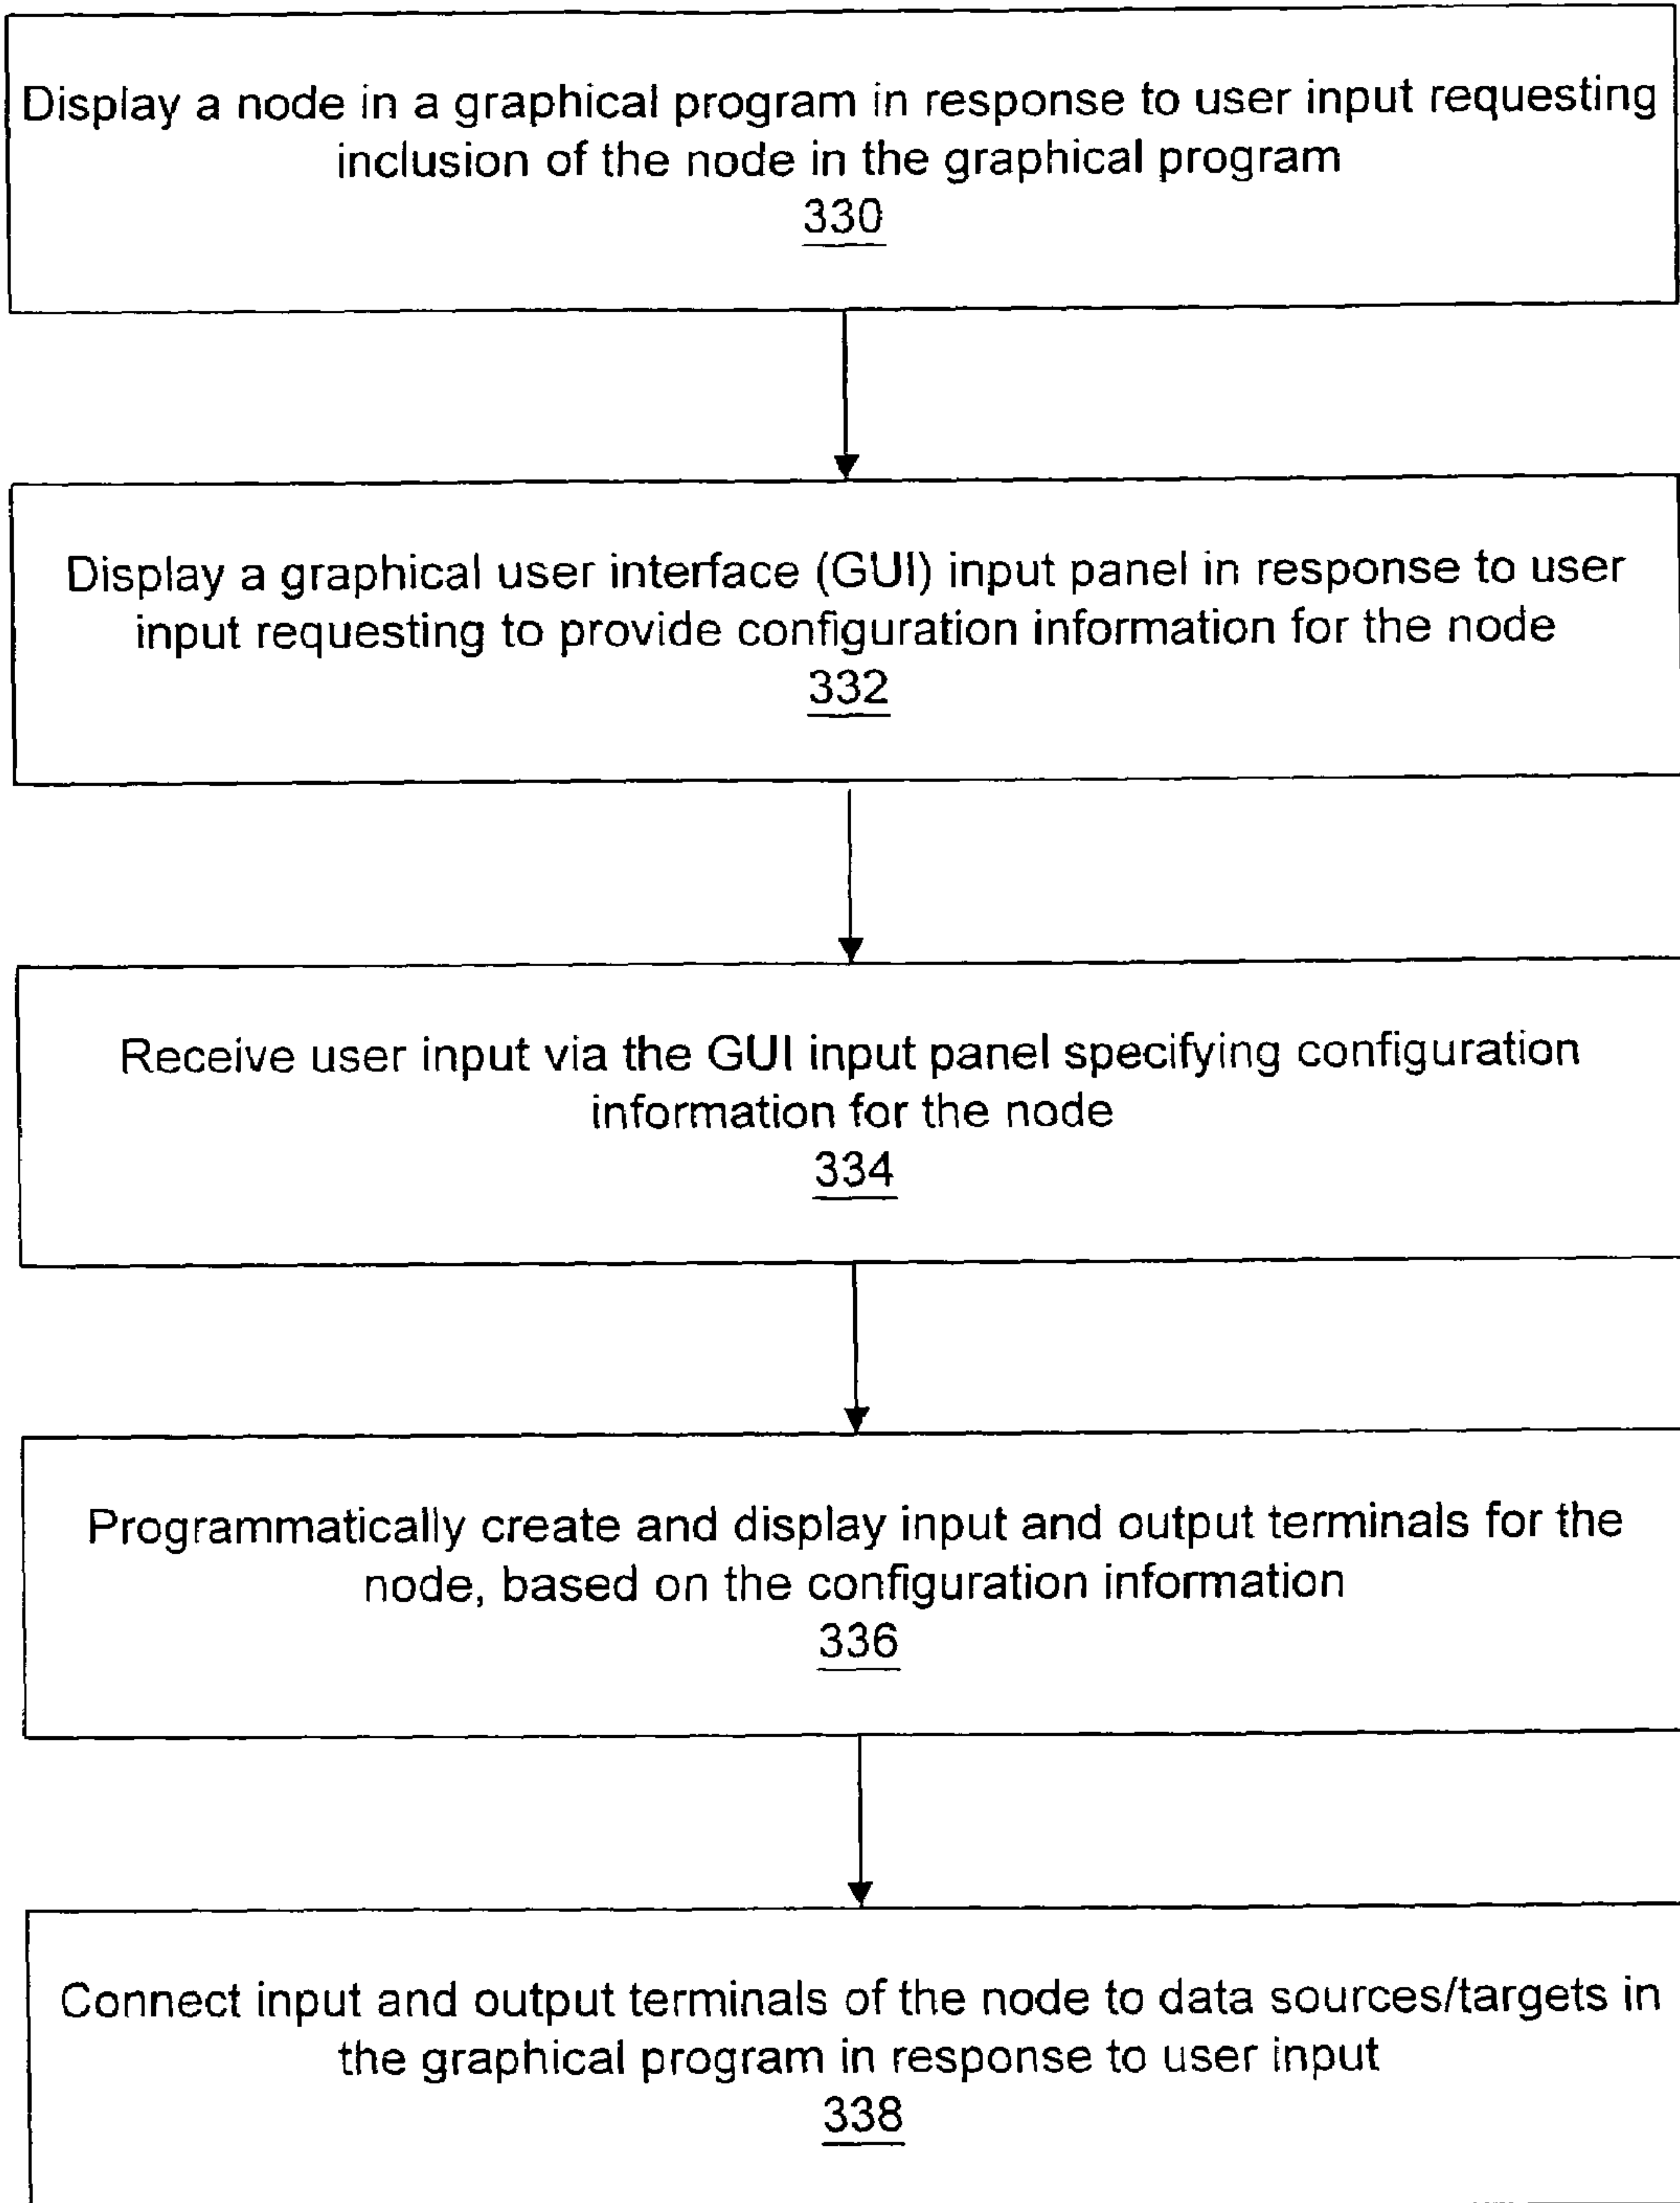 Display a node in a graphical program in response to user input requesting
inclusion of the node in the graphical program
330
Display a graphical user interface (GUI) input panel in response to user
input requesting to provide configuration information for the node
332
Receive user input via the GUI input panel specifying configuration
information for the node
334
Programmatically create and display input and output terminals for the
node, based on the configuration information
336
Connect input and output terminals of the node to data sources/targets in
the graphical program in response to user input
338